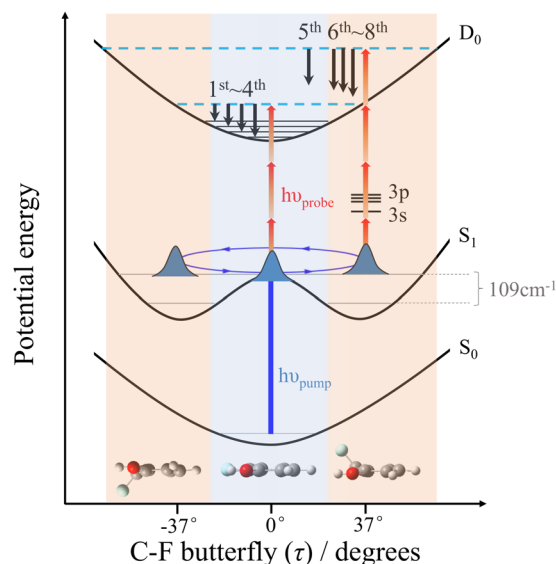 5ᵗʰ 6ᵗʰ~8ᵗʰ D₀
1ˢᵗ~4ᵗʰ
hυprobe
3p
3s
S₁
109cm⁻¹
S₀
hυpump
Potential energy
-37° 0° 37°
C-F butterfly (τ) / degrees